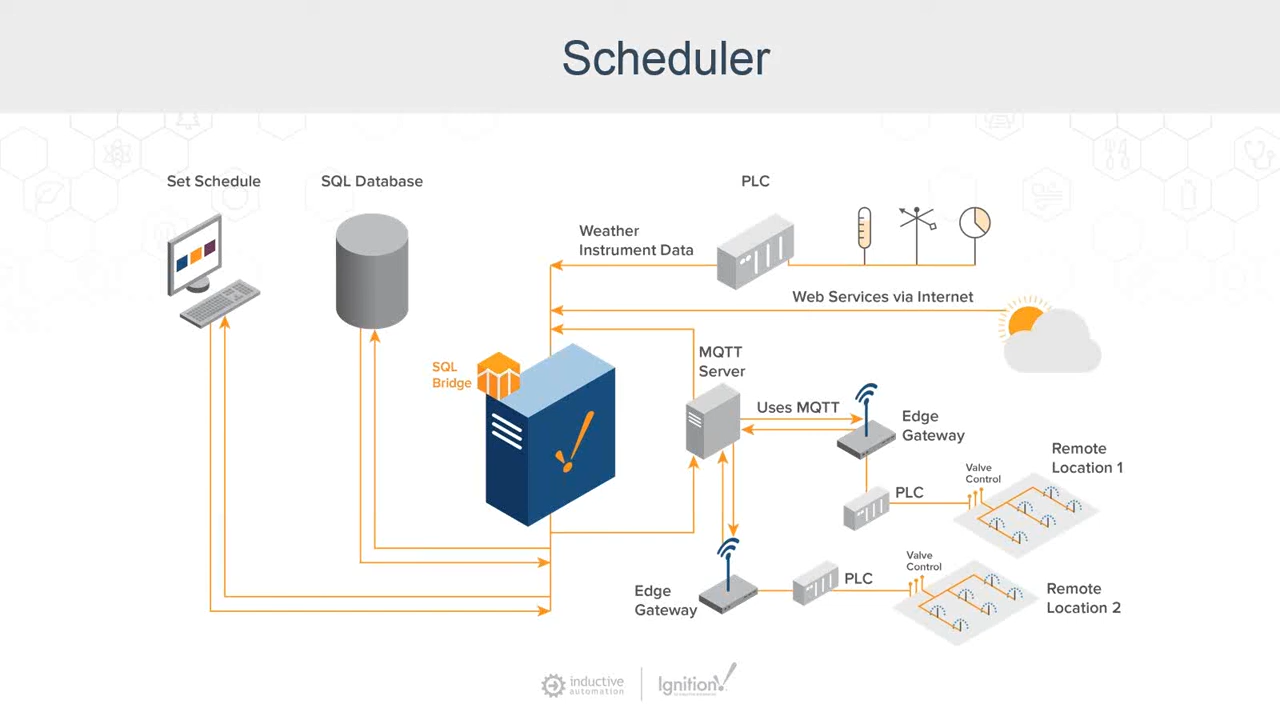 Scheduler
Set Schedule
SQL Database
PLC
Weather
Instrument Data
Web Services via Internet
SQL
Bridge
MQTT
Server
Uses MQTT
Edge
Gateway
Remote
Location 1
Valve
Control
PLC
Valve
Control
Edge
Gateway
PLC
Remote
Location 2
inductive
automation
Ignition!